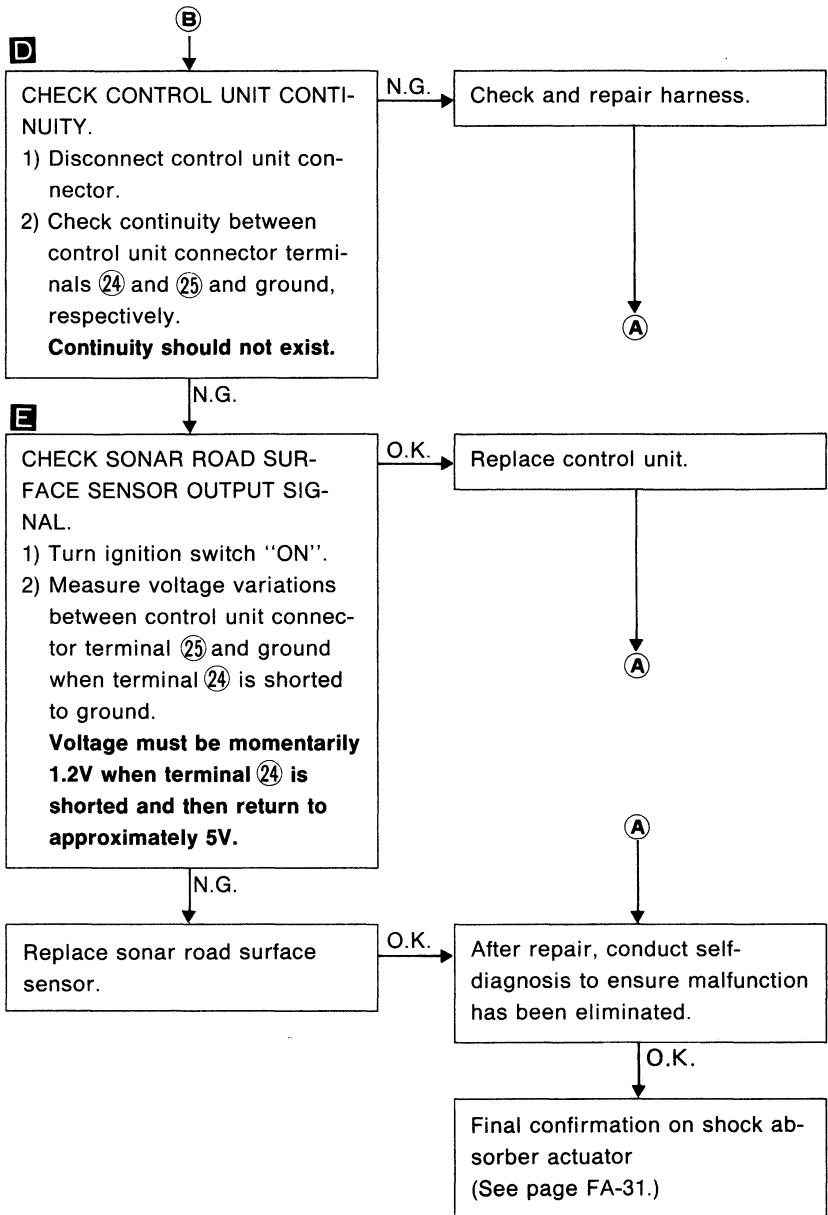 B
D
CHECK CONTROL UNIT CONTI-
NUITY.
1) Disconnect control unit con-
nector.
2) Check continuity between
control unit connector termi-
nals ㉔ and ㉕ and ground,
respectively.
Continuity should not exist.
N.G.
Check and repair harness.
A
N.G.
E
CHECK SONAR ROAD SUR-
FACE SENSOR OUTPUT SIG-
NAL.
1) Turn ignition switch "ON".
2) Measure voltage variations
between control unit connec-
tor terminal ㉕ and ground
when terminal ㉔ is shorted
to ground.
Voltage must be momentarily
1.2V when terminal ㉔ is
shorted and then return to
approximately 5V.
O.K.
Replace control unit.
A
N.G.
Replace sonar road surface
sensor.
O.K.
A
After repair, conduct self-
diagnosis to ensure malfunction
has been eliminated.
O.K.
Final confirmation on shock ab-
sorber actuator
(See page FA-31.)